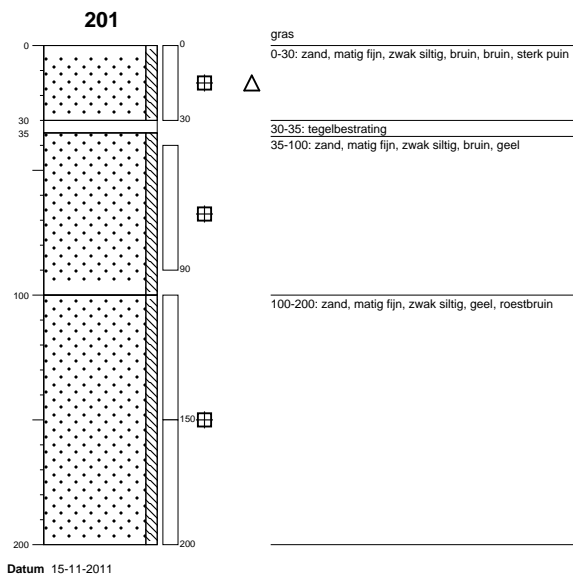 201
gras
0
0
0-30: zand, matig fijn, zwak siltig, bruin, bruin, sterk puin
30
30
30-35: tegelbestrating
35
35-100: zand, matig fijn, zwak siltig, bruin, geel
90
100
100-200: zand, matig fijn, zwak siltig, geel, roestbruin
150
200
200
Datum 15-11-2011